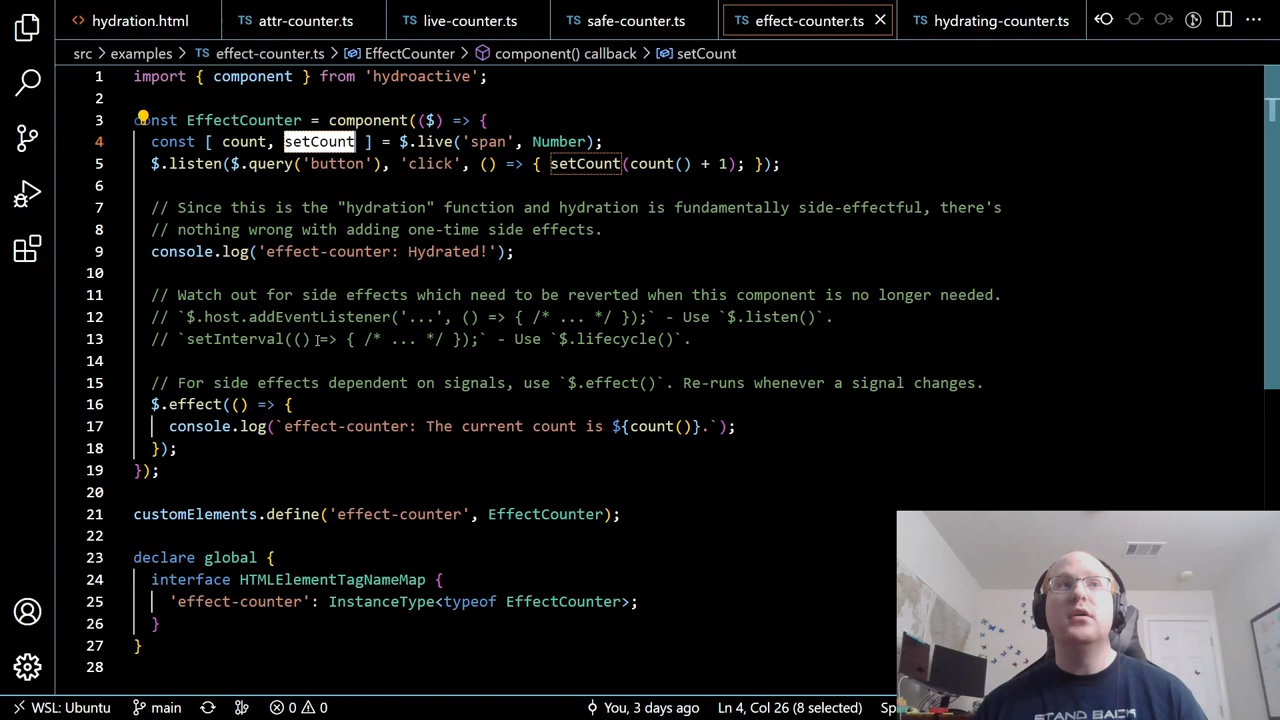 hydration.html TS attr-counter.ts TS live-counter.ts TS safe-counter.ts TS effect-counter.ts TS hydrating-counter.ts
src > examples > TS effect-counter.ts > EffectCounter > component() callback > setCount
1 import { component } from 'hydroactive';
2
3 const EffectCounter = component(($) => {
4 const [ count, setCount ] = $.live('span', Number);
5 $.listen($.query('button'), 'click', () => { setCount(count() + 1); });
6
7 // Since this is the "hydration" function and hydration is fundamentally side-effectful, there's
8 // nothing wrong with adding one-time side effects.
9 console.log('effect-counter: Hydrated!');
10
11 // Watch out for side effects which need to be reverted when this component is no longer needed.
12 // `$.host.addEventListener('...', () => { /* ... */ });` - Use `$.listen()`.
13 // `setInterval(() => { /* ... */ });` - Use `$.lifecycle()`.
14
15 // For side effects dependent on signals, use `$.effect()`. Re-runs whenever a signal changes.
16 $.effect(() => {
17 console.log(`effect-counter: The current count is ${count()}.`);
18 });
19 });
20
21 customElements.define('effect-counter', EffectCounter);
22
23 declare global {
24 interface HTMLElementTagNameMap {
25 'effect-counter': InstanceType<typeof EffectCounter>;
26 }
27 }
28
STAND BACK
WSL: Ubuntu main 0 0 You, 3 days ago Ln 4, Col 26 (8 selected) Sp